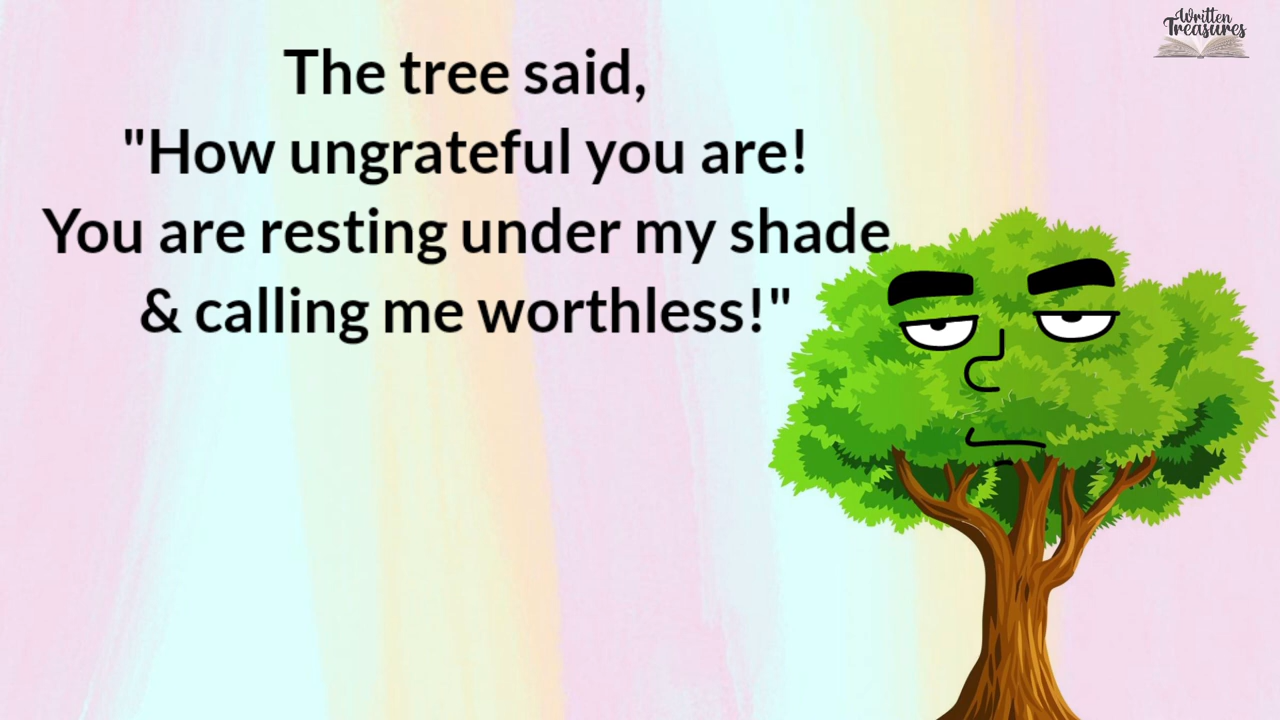 Written
Treasures
The tree said,
"How ungrateful you are!
You are resting under my shade
& calling me worthless!"